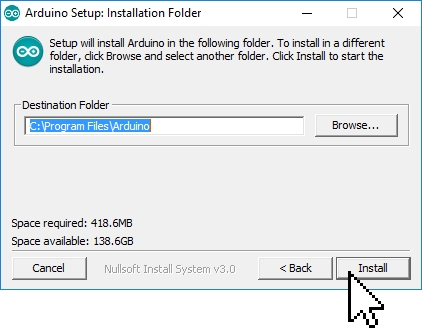 Arduino Setup: Installation Folder
Setup will install Arduino in the following folder. To install in a different
folder, click Browse and select another folder. Click Install to start the
installation.
Destination Folder
C:\Program Files\Arduino
Browse...
Space required: 418.6MB
Space available: 138.6GB
Cancel
Nullsoft Install System v3.0
< Back
Install